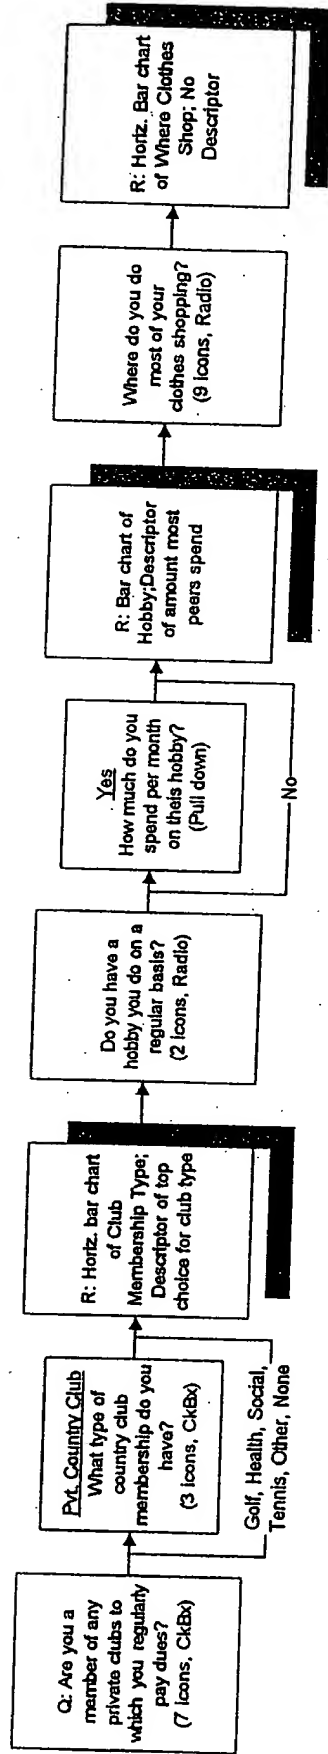 Q: Are you a
member of any
private clubs to
which you regularly
pay dues?
(7 icons, CkBx)
Pvt. Country Club
What type of
country club
membership do you
have?
(3 icons, CkBx)
Golf, Health, Social,
Tennis, Other, None
R: Horiz. bar chart
of Club
Membership Type;
Descriptor of top
choice for club type
Do you have a
hobby you do on a
regular basis?
(2 icons, Radio)
Yes
How much do you
spend per month
on theis hobby?
(Pull down)
No
R: Bar chart of
Hobby;Descriptor
of amount most
peers spend
Where do you do
most of your
clothes shopping?
(9 icons, Radio)
R: Horiz. Bar chart
of Where Clothes
Shop; No
Descriptor